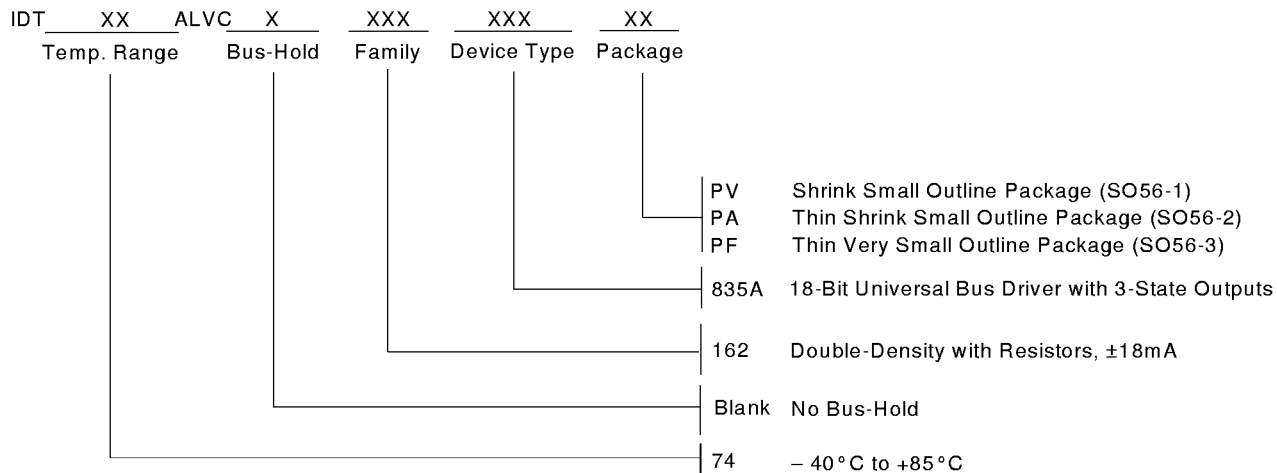 IDT XX ALVC X XXX XXX XX
Temp. Range Bus-Hold Family Device Type Package
PV Shrink Small Outline Package (SO56-1)
PA Thin Shrink Small Outline Package (SO56-2)
PF Thin Very Small Outline Package (SO56-3)
835A 18-Bit Universal Bus Driver with 3-State Outputs
162 Double-Density with Resistors, ±18mA
Blank No Bus-Hold
74 – 40°C to +85°C